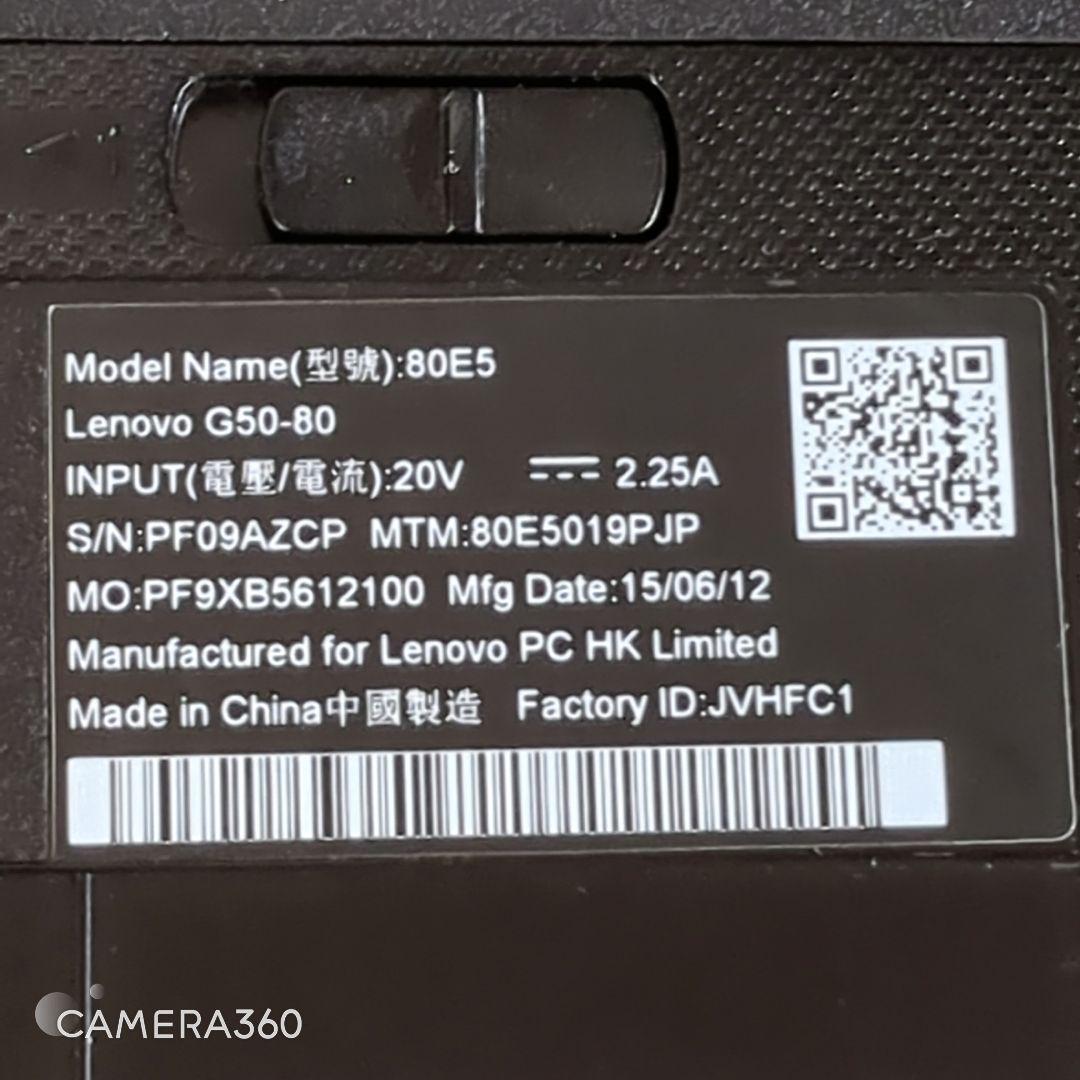 Model Name(型號):80E5
Lenovo G50-80
INPUT(電壓/電流):20V ⎓ 2.25A
S/N:PF09AZCP MTM:80E5019PJP
MO:PF9XB5612100 Mfg Date:15/06/12
Manufactured for Lenovo PC HK Limited
Made in China中國製造 Factory ID:JVHFC1
CAMERA360